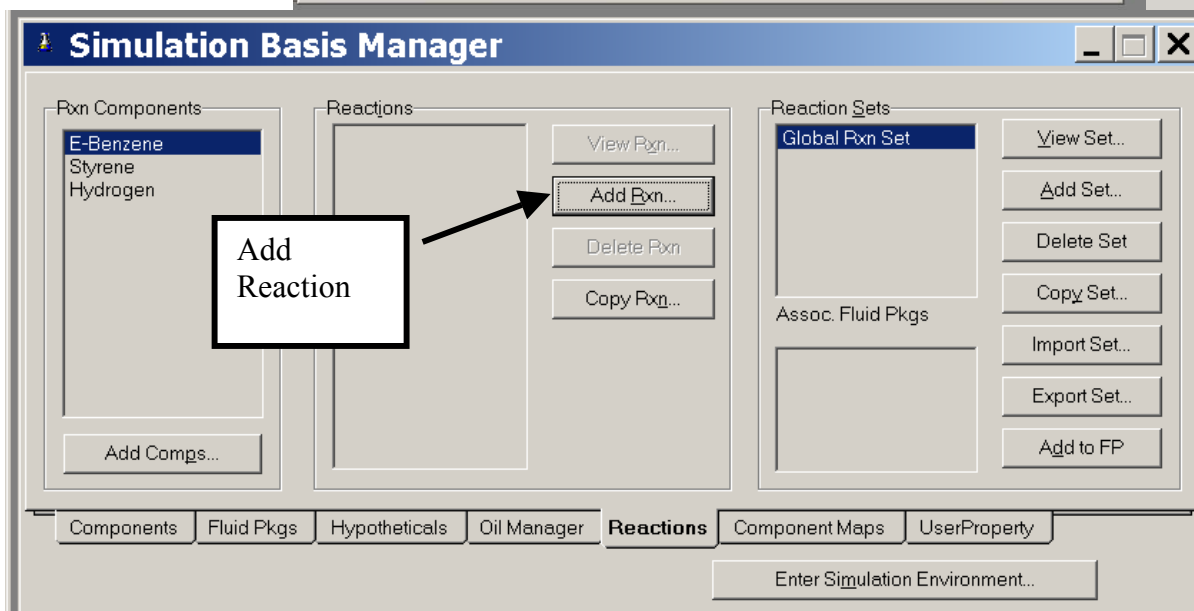 Simulation Basis Manager
Rxn Components
E-Benzene
Styrene
Hydrogen
Add Comps...
Reactions
View Rxn...
Add Rxn...
Delete Rxn
Copy Rxn...
Add
Reaction
Reaction Sets
Global Rxn Set
Assoc. Fluid Pkgs
View Set...
Add Set...
Delete Set
Copy Set...
Import Set...
Export Set...
Add to FP
Components Fluid Pkgs Hypotheticals Oil Manager Reactions Component Maps UserProperty
Enter Simulation Environment...